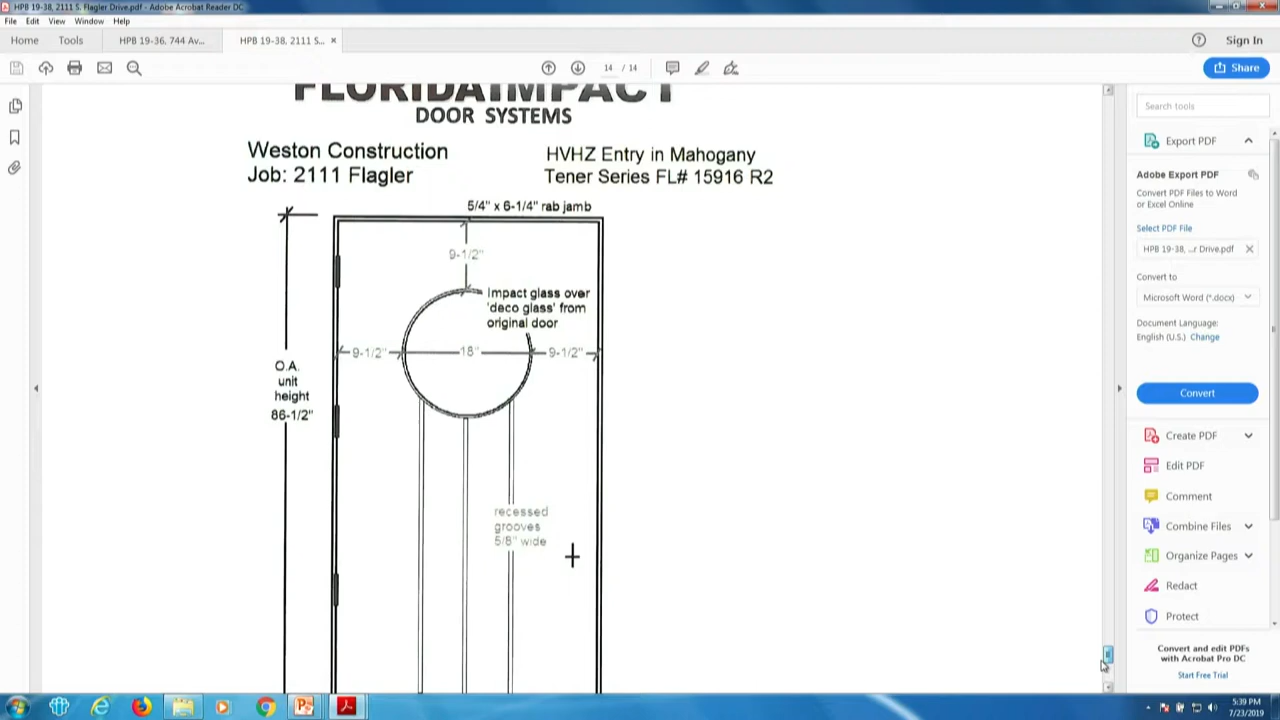 HPB 19-38, 2111 S. Flagler Drive.pdf - Adobe Acrobat Reader DC
File Edit View Window Help
Home Tools HPB 19-36, 744 Av... HPB 19-38, 2111 S... × Sign In
14 / 14 Share
FLORIDA IMPACT
DOOR SYSTEMS
Weston Construction
Job: 2111 Flagler
HVHZ Entry in Mahogany
Tener Series FL# 15916 R2
5/4" x 6-1/4" rab jamb
9-1/2"
Impact glass over
'deco glass' from
original door
9-1/2" 18" 9-1/2"
O.A.
unit
height
86-1/2"
recessed
grooves
5/8" wide
Search tools
Export PDF
Adobe Export PDF
Convert PDF Files to Word
or Excel Online
Select PDF File
HPB 19-38, ...r Drive.pdf
Convert to
Microsoft Word (*.docx)
Document Language:
English (U.S.) Change
Convert
Create PDF
Edit PDF
Comment
Combine Files
Organize Pages
Redact
Protect
Convert and edit PDFs
with Acrobat Pro DC
Start Free Trial
5:39 PM
7/23/2019